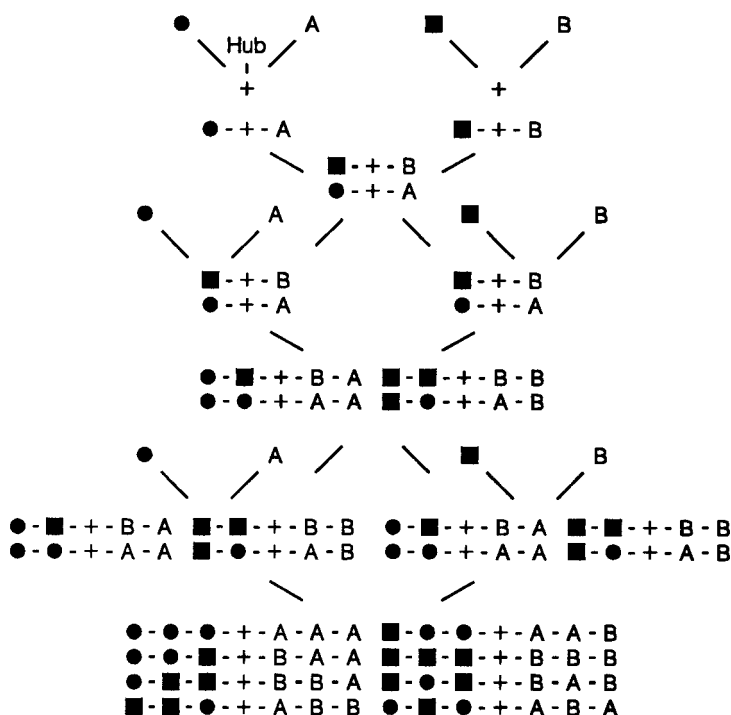 ● A ■ B
Hub
+ +
● - + - A ■ - + - B
■ - + - B
● - + - A
● A ■ B
■ - + - B ■ - + - B
● - + - A ● - + - A
● - ■ - + - B - A ■ - ■ - + - B - B
● - ● - + - A - A ■ - ● - + - A - B
● A ■ B
● - ■ - + - B - A ■ - ■ - + - B - B ● - ■ - + - B - A ■ - ■ - + - B - B
● - ● - + - A - A ■ - ● - + - A - B ● - ● - + - A - A ■ - ● - + - A - B
● - ● - ● - + - A - A - A ■ - ● - ● - + - A - A - B
● - ● - ■ - + - B - A - A ■ - ■ - ■ - + - B - B - B
● - ■ - ■ - + - B - B - A ■ - ● - ■ - + - B - A - B
■ - ■ - ● - + - A - B - B ● - ■ - ● - + - A - B - A